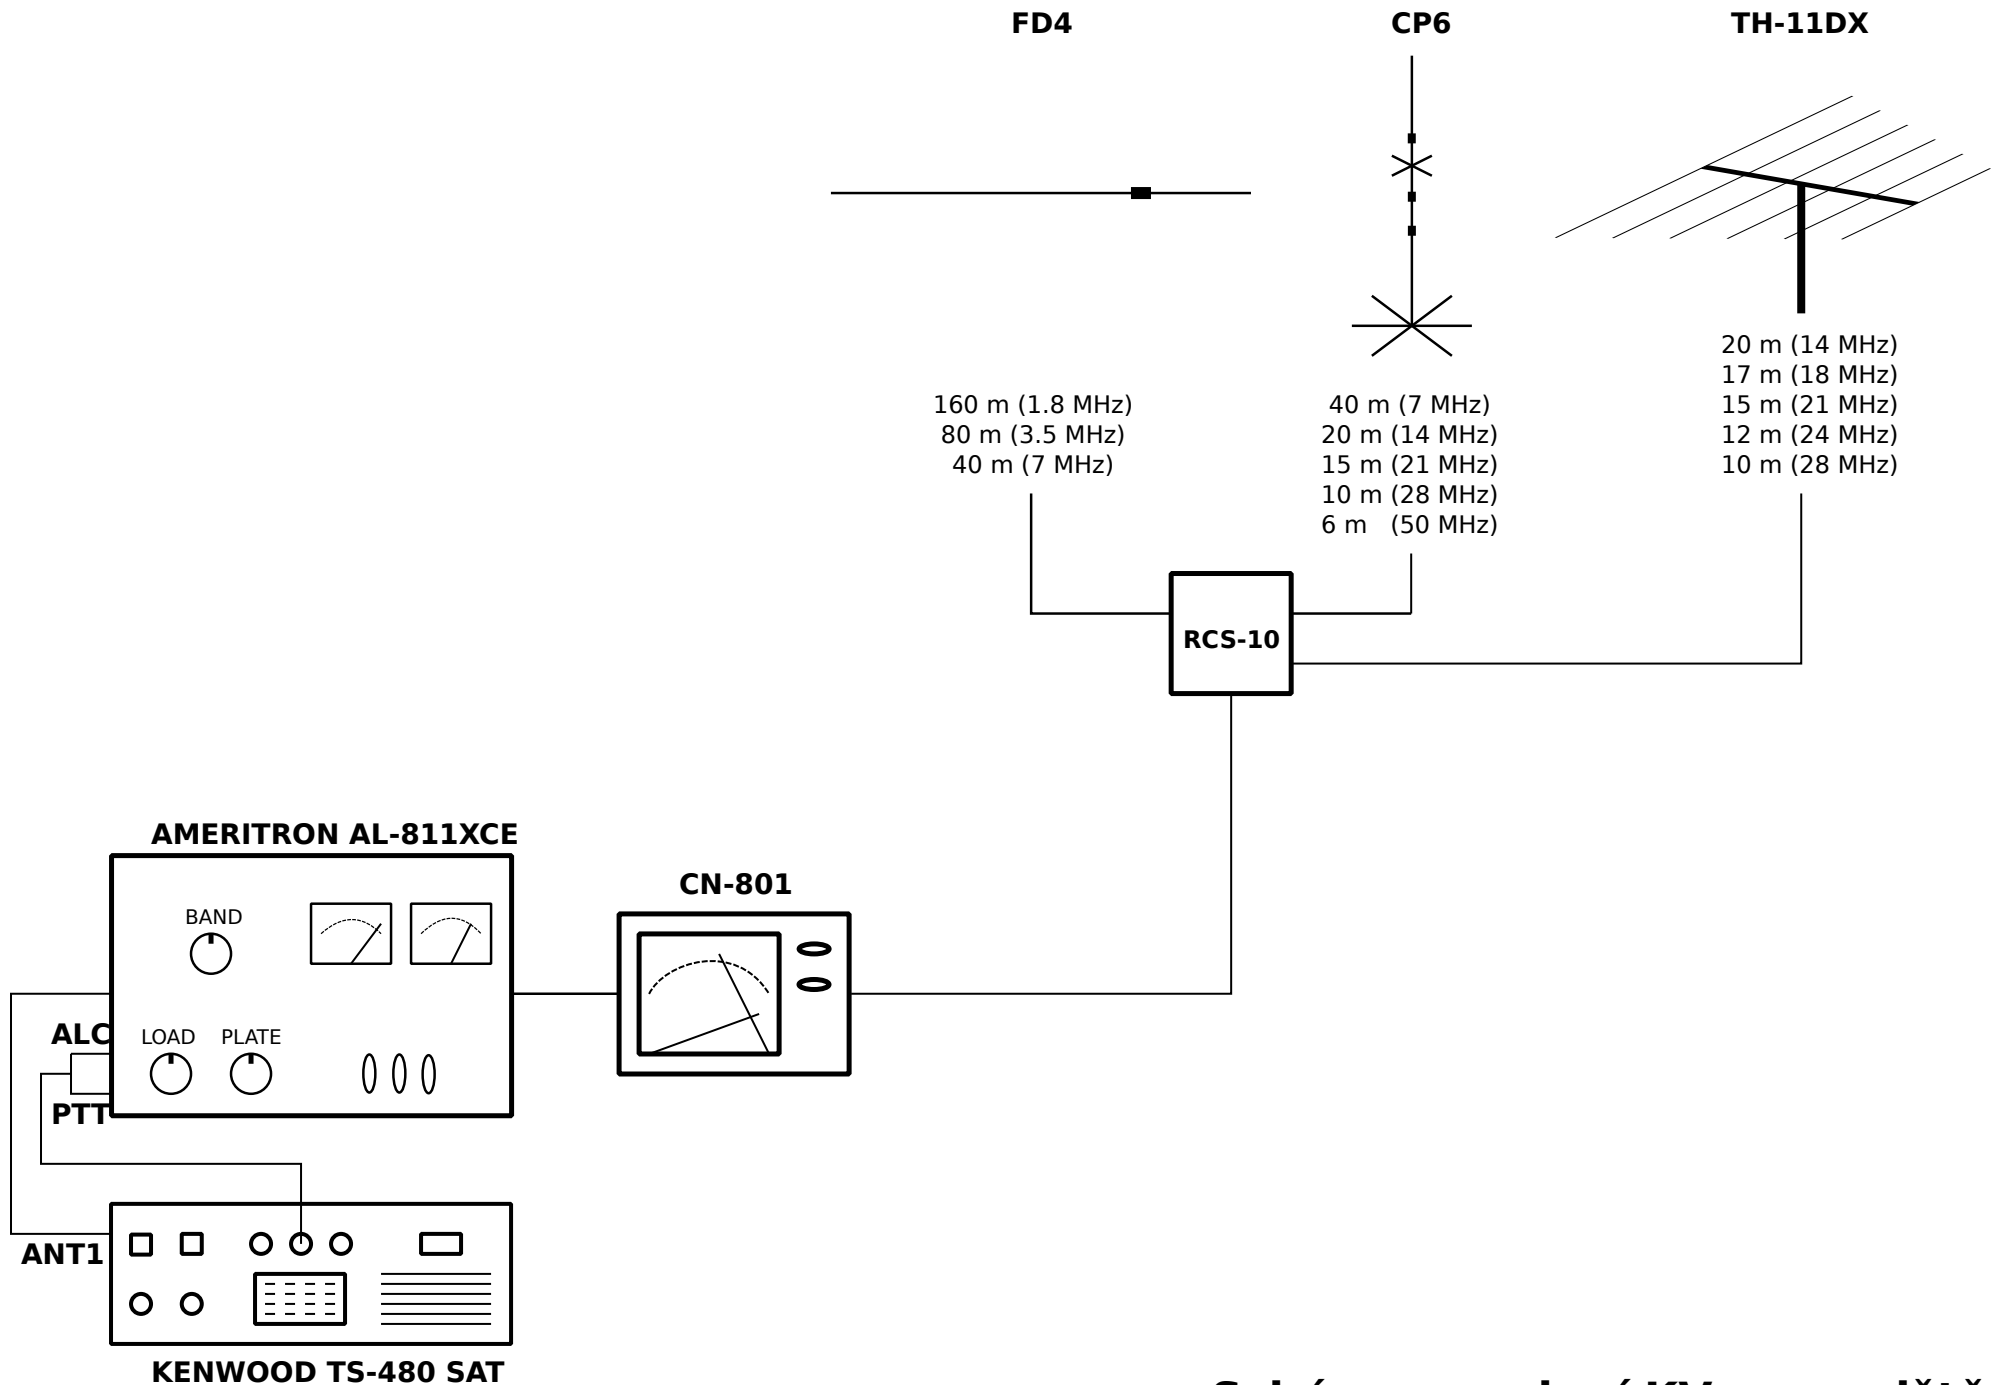 FD4
CP6
TH-11DX
160 m (1.8 MHz)
80 m (3.5 MHz)
40 m (7 MHz)
40 m (7 MHz)
20 m (14 MHz)
15 m (21 MHz)
10 m (28 MHz)
6 m (50 MHz)
20 m (14 MHz)
17 m (18 MHz)
15 m (21 MHz)
12 m (24 MHz)
10 m (28 MHz)
RCS-10
AMERITRON AL-811XCE
BAND
LOAD PLATE
ALC
PTT
CN-801
ANT1
KENWOOD TS-480 SAT